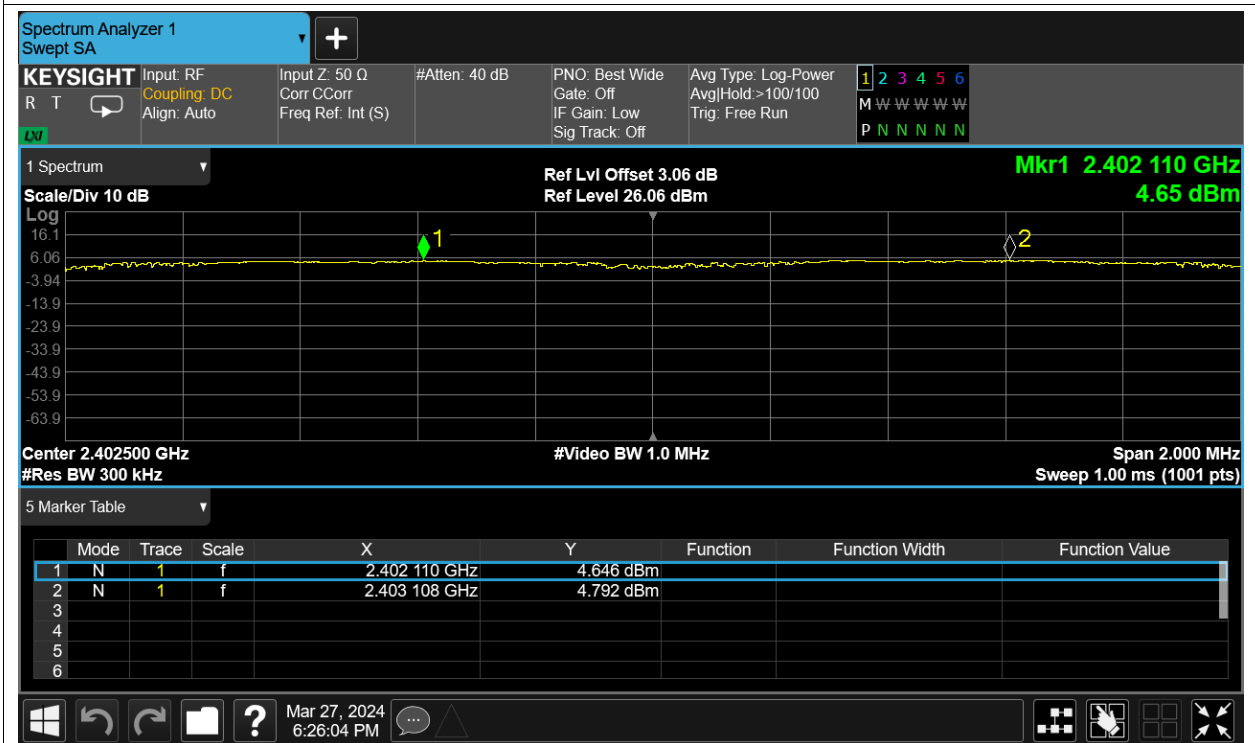 Spectrum Analyzer 1
Swept SA
+
KEYSIGHT Input: RF Input Z: 50 Ω #Atten: 40 dB PNO: Best Wide Avg Type: Log-Power 1 2 3 4 5 6
R T Coupling: DC Corr CCorr Gate: Off Avg|Hold:>100/100 M W W W W W W
Align: Auto Freq Ref: Int (S) IF Gain: Low Trig: Free Run
LXI Sig Track: Off P N N N N N N
1 Spectrum Ref Lvl Offset 3.06 dB Mkr1 2.402 110 GHz
Scale/Div 10 dB Ref Level 26.06 dBm 4.65 dBm
Log
16.1
1 2
6.06
-3.94
-13.9
-23.9
-33.9
-43.9
-53.9
-63.9
Center 2.402500 GHz #Video BW 1.0 MHz Span 2.000 MHz
#Res BW 300 kHz Sweep 1.00 ms (1001 pts)
5 Marker Table
Mode Trace Scale X Y Function Function Width Function Value
1 N 1 f 2.402 110 GHz 4.646 dBm
2 N 1 f 2.403 108 GHz 4.792 dBm
3
4
5
6
? Mar 27, 2024
6:26:04 PM